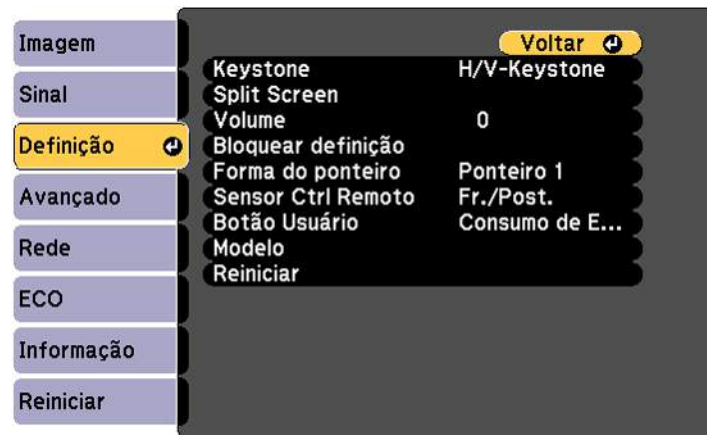 Imagem
Sinal
Definição
Avançado
Rede
ECO
Informação
Reiniciar
Voltar
Keystone H/V-Keystone
Split Screen
Volume 0
Bloquear definição
Forma do ponteiro Ponteiro 1
Sensor Ctrl Remoto Fr./Post.
Botão Usuário Consumo de E...
Modelo
Reiniciar